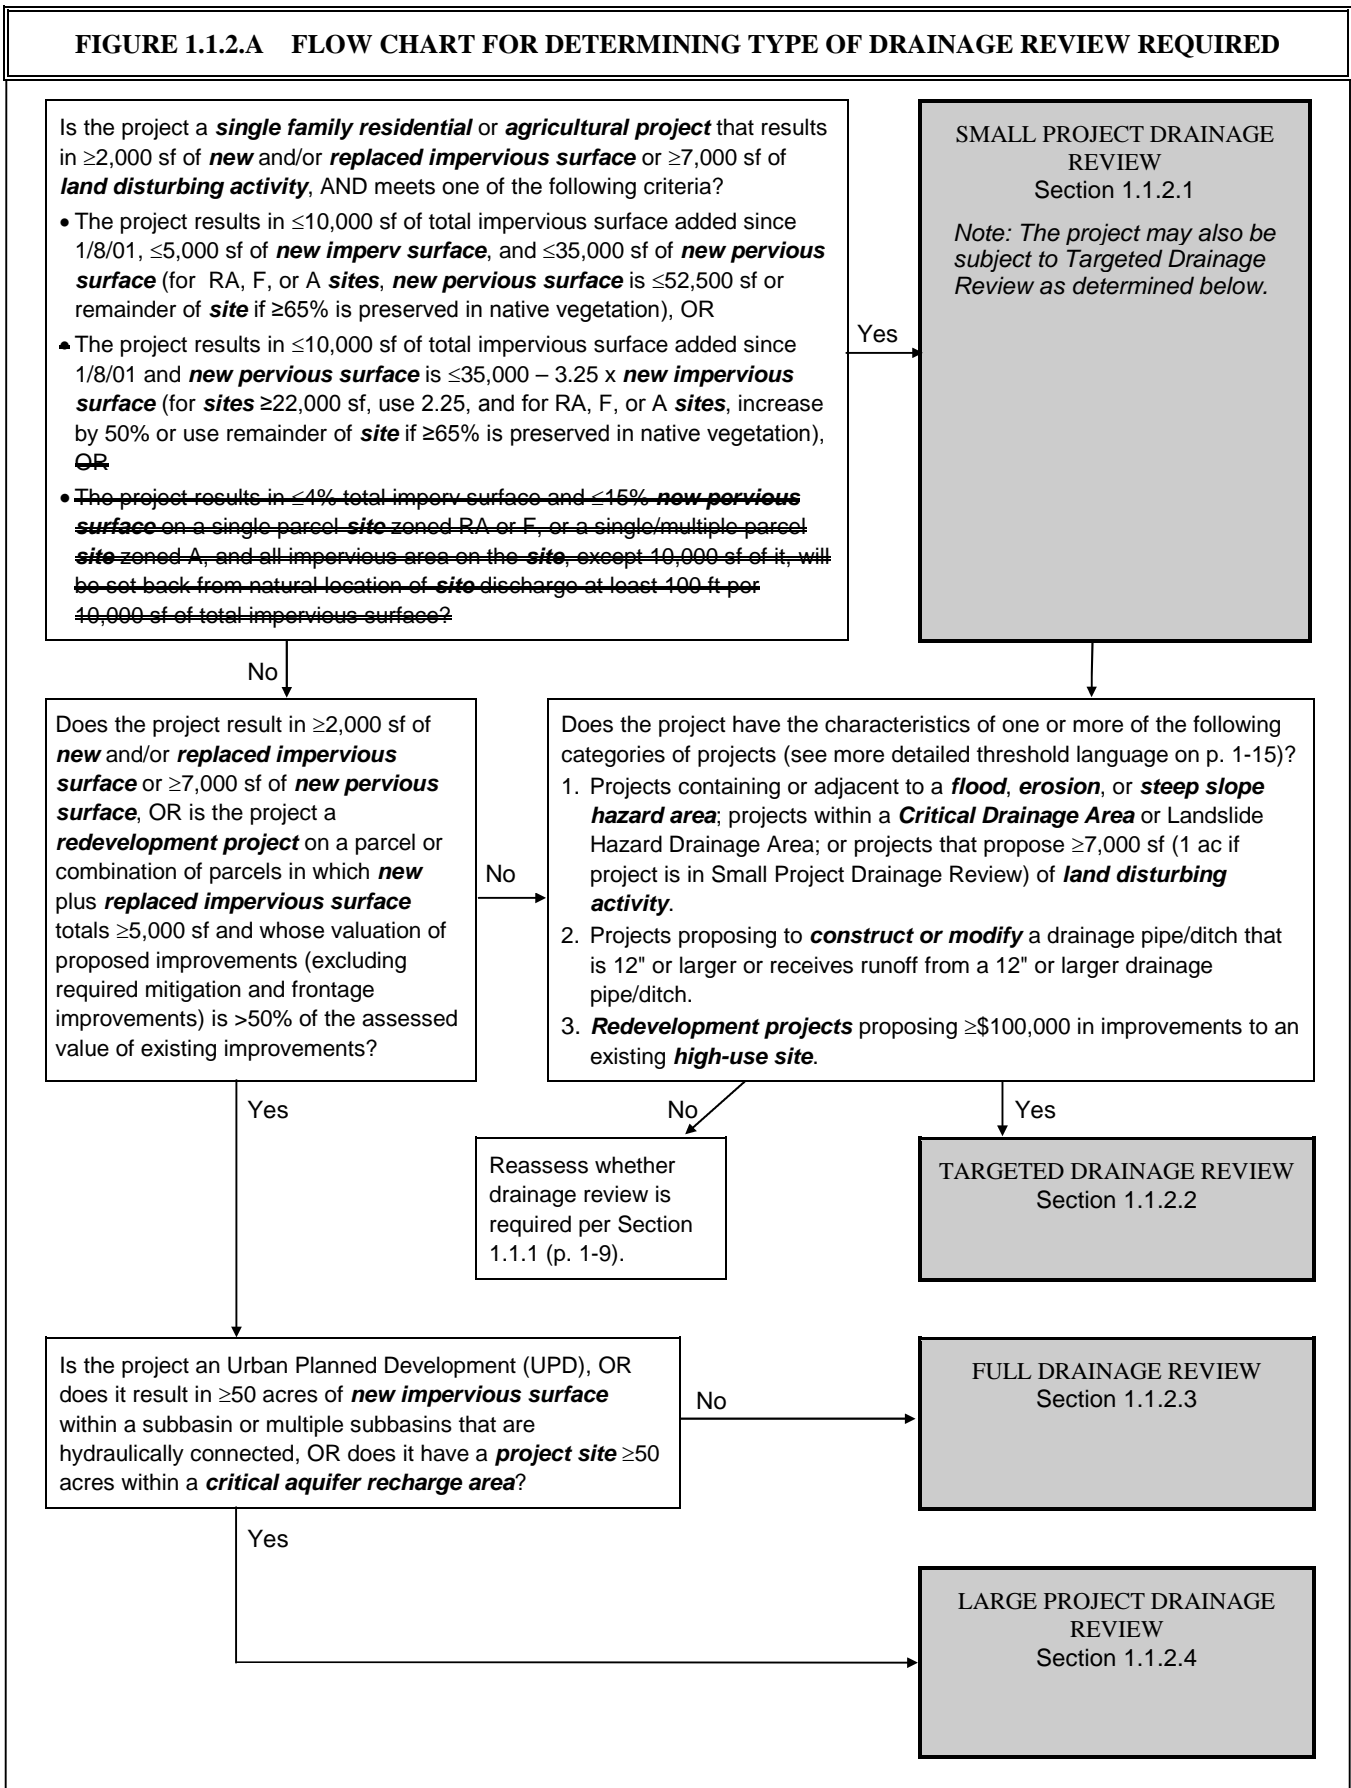 FIGURE 1.1.2.A FLOW CHART FOR DETERMINING TYPE OF DRAINAGE REVIEW REQUIRED
Is the project a single family residential or agricultural project that results
in ≥2,000 sf of new and/or replaced impervious surface or ≥7,000 sf of
land disturbing activity, AND meets one of the following criteria?
• The project results in ≤10,000 sf of total impervious surface added since
1/8/01, ≤5,000 sf of new imperv surface, and ≤35,000 sf of new pervious
surface (for RA, F, or A sites, new pervious surface is ≤52,500 sf or
remainder of site if ≥65% is preserved in native vegetation), OR
• The project results in ≤10,000 sf of total impervious surface added since
1/8/01 and new pervious surface is ≤35,000 – 3.25 x new impervious
surface (for sites ≥22,000 sf, use 2.25, and for RA, F, or A sites, increase
by 50% or use remainder of site if ≥65% is preserved in native vegetation),
OR
• The project results in ≤4% total imperv surface and ≤15% new pervious
surface on a single parcel site zoned RA or F, or a single/multiple parcel
site zoned A, and all impervious area on the site, except 10,000 sf of it, will
be set back from natural location of site discharge at least 100 ft per
10,000 sf of total impervious surface?
Yes
SMALL PROJECT DRAINAGE
REVIEW
Section 1.1.2.1
Note: The project may also be
subject to Targeted Drainage
Review as determined below.
No
Does the project result in ≥2,000 sf of
new and/or replaced impervious
surface or ≥7,000 sf of new pervious
surface, OR is the project a
redevelopment project on a parcel or
combination of parcels in which new
plus replaced impervious surface
totals ≥5,000 sf and whose valuation of
proposed improvements (excluding
required mitigation and frontage
improvements) is >50% of the assessed
value of existing improvements?
No
Does the project have the characteristics of one or more of the following
categories of projects (see more detailed threshold language on p. 1-15)?
1. Projects containing or adjacent to a flood, erosion, or steep slope
hazard area; projects within a Critical Drainage Area or Landslide
Hazard Drainage Area; or projects that propose ≥7,000 sf (1 ac if
project is in Small Project Drainage Review) of land disturbing
activity.
2. Projects proposing to construct or modify a drainage pipe/ditch that
is 12" or larger or receives runoff from a 12" or larger drainage
pipe/ditch.
3. Redevelopment projects proposing ≥$100,000 in improvements to an
existing high-use site.
Yes
No
Yes
Reassess whether
drainage review is
required per Section
1.1.1 (p. 1-9).
TARGETED DRAINAGE REVIEW
Section 1.1.2.2
Is the project an Urban Planned Development (UPD), OR
does it result in ≥50 acres of new impervious surface
within a subbasin or multiple subbasins that are
hydraulically connected, OR does it have a project site ≥50
acres within a critical aquifer recharge area?
No
FULL DRAINAGE REVIEW
Section 1.1.2.3
Yes
LARGE PROJECT DRAINAGE
REVIEW
Section 1.1.2.4